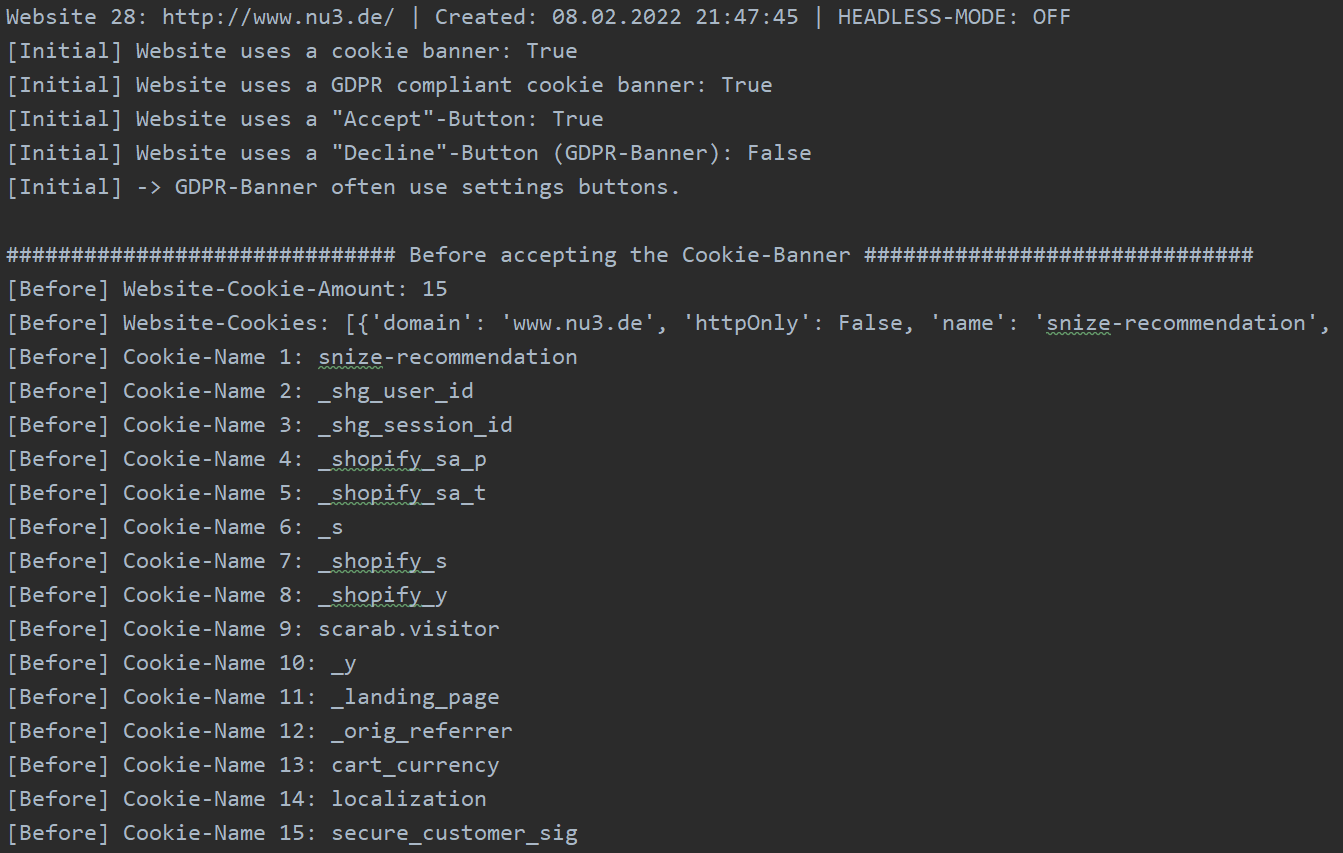 Website 28: http://www.nu3.de/ | Created: 08.02.2022 21:47:45 | HEADLESS-MODE: OFF
[Initial] Website uses a cookie banner: True
[Initial] Website uses a GDPR compliant cookie banner: True
[Initial] Website uses a "Accept"-Button: True
[Initial] Website uses a "Decline"-Button (GDPR-Banner): False
[Initial] -> GDPR-Banner often use settings buttons.
############################## Before accepting the Cookie-Banner ##############################
[Before] Website-Cookie-Amount: 15
[Before] Website-Cookies: [{'domain': 'www.nu3.de', 'httpOnly': False, 'name': 'snize-recommendation',
[Before] Cookie-Name 1: snize-recommendation
[Before] Cookie-Name 2: _shg_user_id
[Before] Cookie-Name 3: _shg_session_id
[Before] Cookie-Name 4: _shopify_sa_p
[Before] Cookie-Name 5: _shopify_sa_t
[Before] Cookie-Name 6: _s
[Before] Cookie-Name 7: _shopify_s
[Before] Cookie-Name 8: _shopify_y
[Before] Cookie-Name 9: scarab.visitor
[Before] Cookie-Name 10: _y
[Before] Cookie-Name 11: _landing_page
[Before] Cookie-Name 12: _orig_referrer
[Before] Cookie-Name 13: cart_currency
[Before] Cookie-Name 14: localization
[Before] Cookie-Name 15: secure_customer_sig